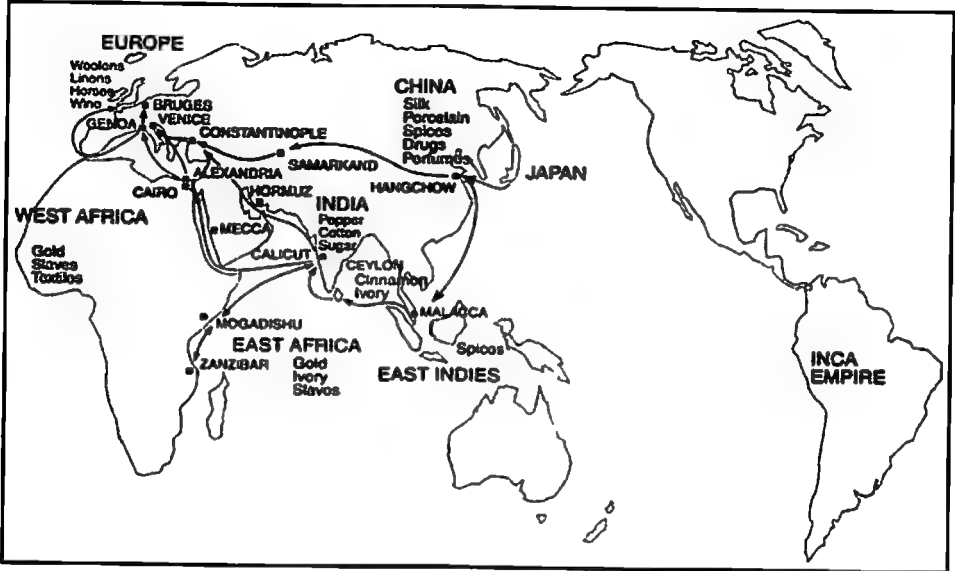 EUROPE
Woolens
Linens
Horses
Wine
BRUGES
VENICE
GENOA
CONSTANTINOPLE
SAMARKAND
CHINA
Silk
Porcelain
Spices
Drugs
Perfumes
HANGCHOW
JAPAN
ALEXANDRIA
CAIRO
HORMUZ
INDIA
Pepper
Cotton
Sugar
WEST AFRICA
Gold
Slaves
Textiles
MECCA
CALICUT
CEYLON
Cinnamon
Ivory
MALACCA
MOGADISHU
EAST AFRICA
Gold
Ivory
Slaves
ZANZIBAR
Spices
EAST INDIES
INCA
EMPIRE